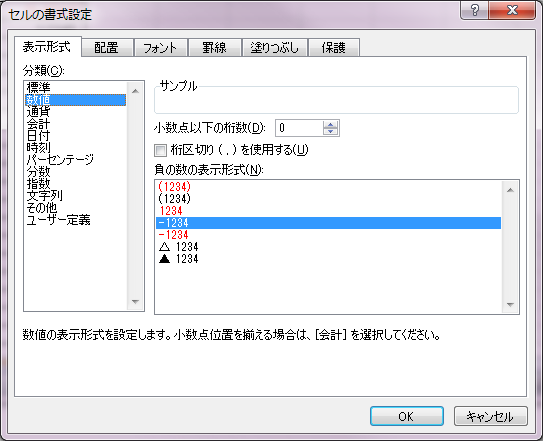 セルの書式設定
表示形式 配置 フォント 罫線 塗りつぶし 保護
分類(C):
標準
数値
通貨
会計
日付
時刻
パーセンテージ
分数
指数
文字列
その他
ユーザー定義
サンプル
小数点以下の桁数(D): 0
桁区切り ( , ) を使用する(U)
負の数の表示形式(N):
(1234)
(1234)
1234
-1234
-1234
△ 1234
▲ 1234
数値の表示形式を設定します。小数点位置を揃える場合は、[会計] を選択してください。
OK キャンセル